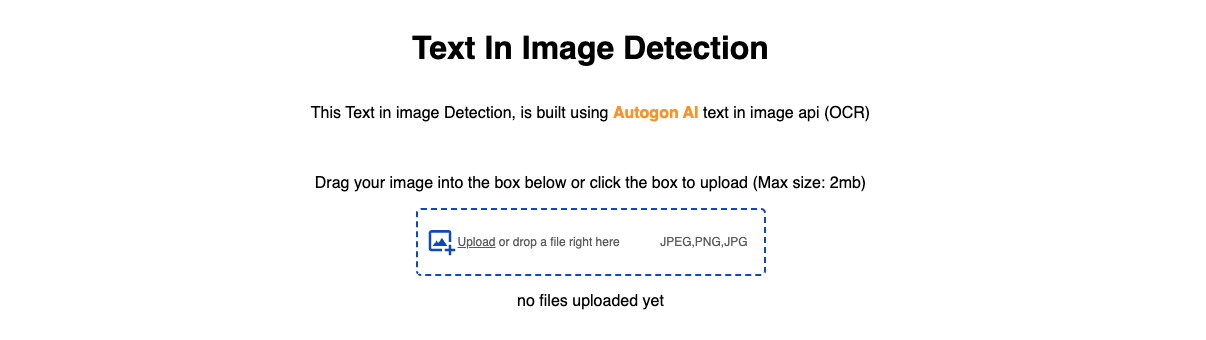 Text In Image Detection
This Text in image Detection, is built using Autogon AI text in image api (OCR)
Drag your image into the box below or click the box to upload (Max size: 2mb)
Upload or drop a file right here JPEG,PNG,JPG
no files uploaded yet